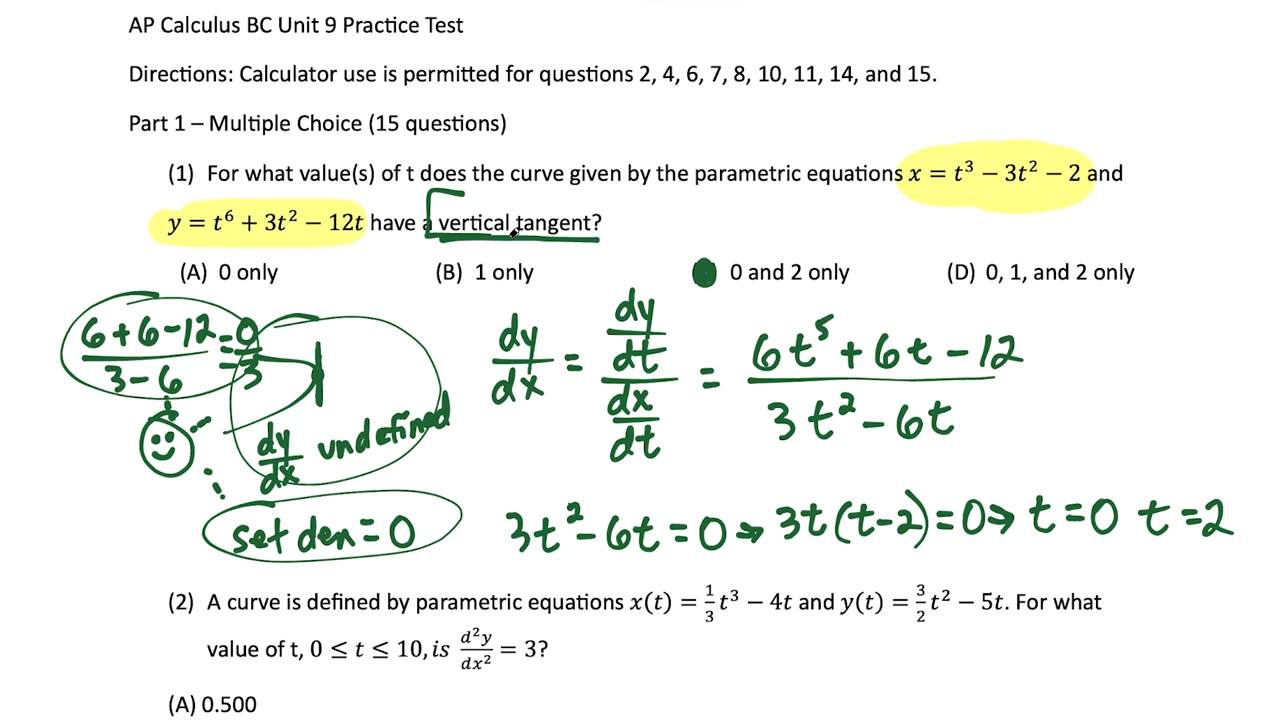 AP Calculus BC Unit 9 Practice Test
Directions: Calculator use is permitted for questions 2, 4, 6, 7, 8, 10, 11, 14, and 15.
Part 1 – Multiple Choice (15 questions)
(1) For what value(s) of t does the curve given by the parametric equations x = t³ − 3t² − 2 and
y = t⁶ + 3t² − 12t have a vertical tangent?
(A) 0 only (B) 1 only 0 and 2 only (D) 0, 1, and 2 only
6+6-12 = 0
3-6 = 3
dy/dx undefined
dy/dx = dy/dt / dx/dt = 6t⁵+6t-12 / 3t²-6t
set den = 0
3t²-6t=0 → 3t(t-2)=0 → t=0 t=2
(2) A curve is defined by parametric equations x(t) = 1/3 t³ − 4t and y(t) = 3/2 t² − 5t. For what
value of t, 0 ≤ t ≤ 10, is d²y/dx² = 3?
(A) 0.500